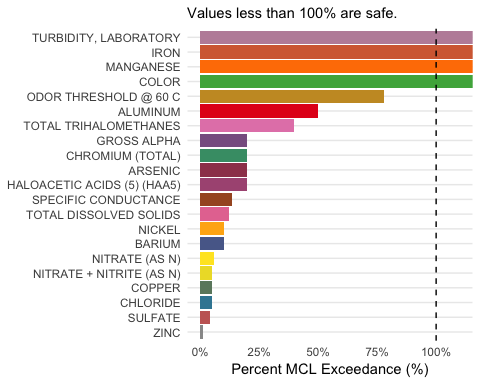 Values less than 100% are safe.
TURBIDITY, LABORATORY
IRON
MANGANESE
COLOR
ODOR THRESHOLD @ 60 C
ALUMINUM
TOTAL TRIHALOMETHANES
GROSS ALPHA
CHROMIUM (TOTAL)
ARSENIC
HALOACETIC ACIDS (5) (HAA5)
SPECIFIC CONDUCTANCE
TOTAL DISSOLVED SOLIDS
NICKEL
BARIUM
NITRATE (AS N)
NITRATE + NITRITE (AS N)
COPPER
CHLORIDE
SULFATE
ZINC
0% 25% 50% 75% 100%
Percent MCL Exceedance (%)